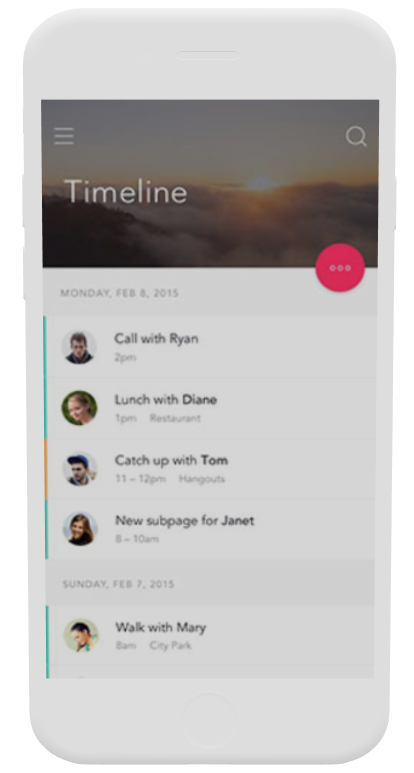 Timeline
MONDAY, FEB 8, 2015
Call with Ryan
2pm
Lunch with Diane
1pm Restaurant
Catch up with Tom
11 – 12pm Hangouts
New subpage for Janet
8 – 10am
SUNDAY, FEB 7, 2015
Walk with Mary
8am City Park